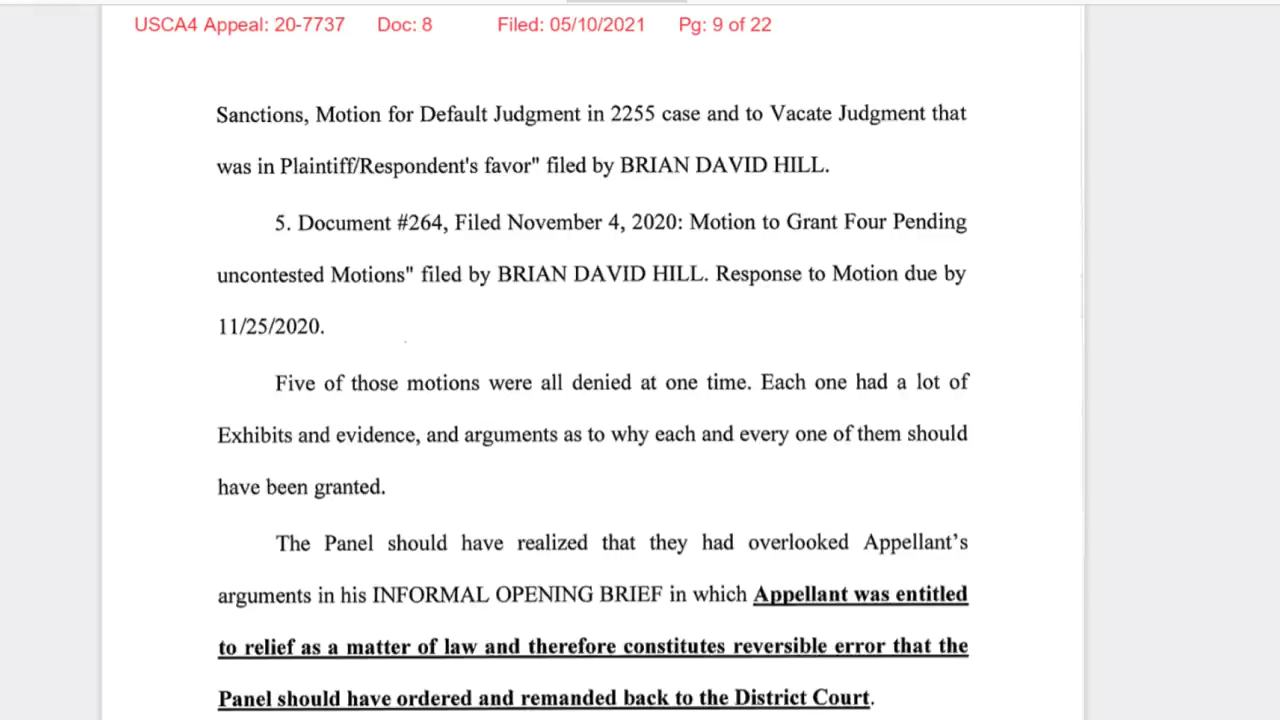 USCA4 Appeal: 20-7737 Doc: 8 Filed: 05/10/2021 Pg: 9 of 22
Sanctions, Motion for Default Judgment in 2255 case and to Vacate Judgment that
was in Plaintiff/Respondent's favor" filed by BRIAN DAVID HILL.
5. Document #264, Filed November 4, 2020: Motion to Grant Four Pending
uncontested Motions" filed by BRIAN DAVID HILL. Response to Motion due by
11/25/2020.
Five of those motions were all denied at one time. Each one had a lot of
Exhibits and evidence, and arguments as to why each and every one of them should
have been granted.
The Panel should have realized that they had overlooked Appellant’s
arguments in his INFORMAL OPENING BRIEF in which Appellant was entitled
to relief as a matter of law and therefore constitutes reversible error that the
Panel should have ordered and remanded back to the District Court.